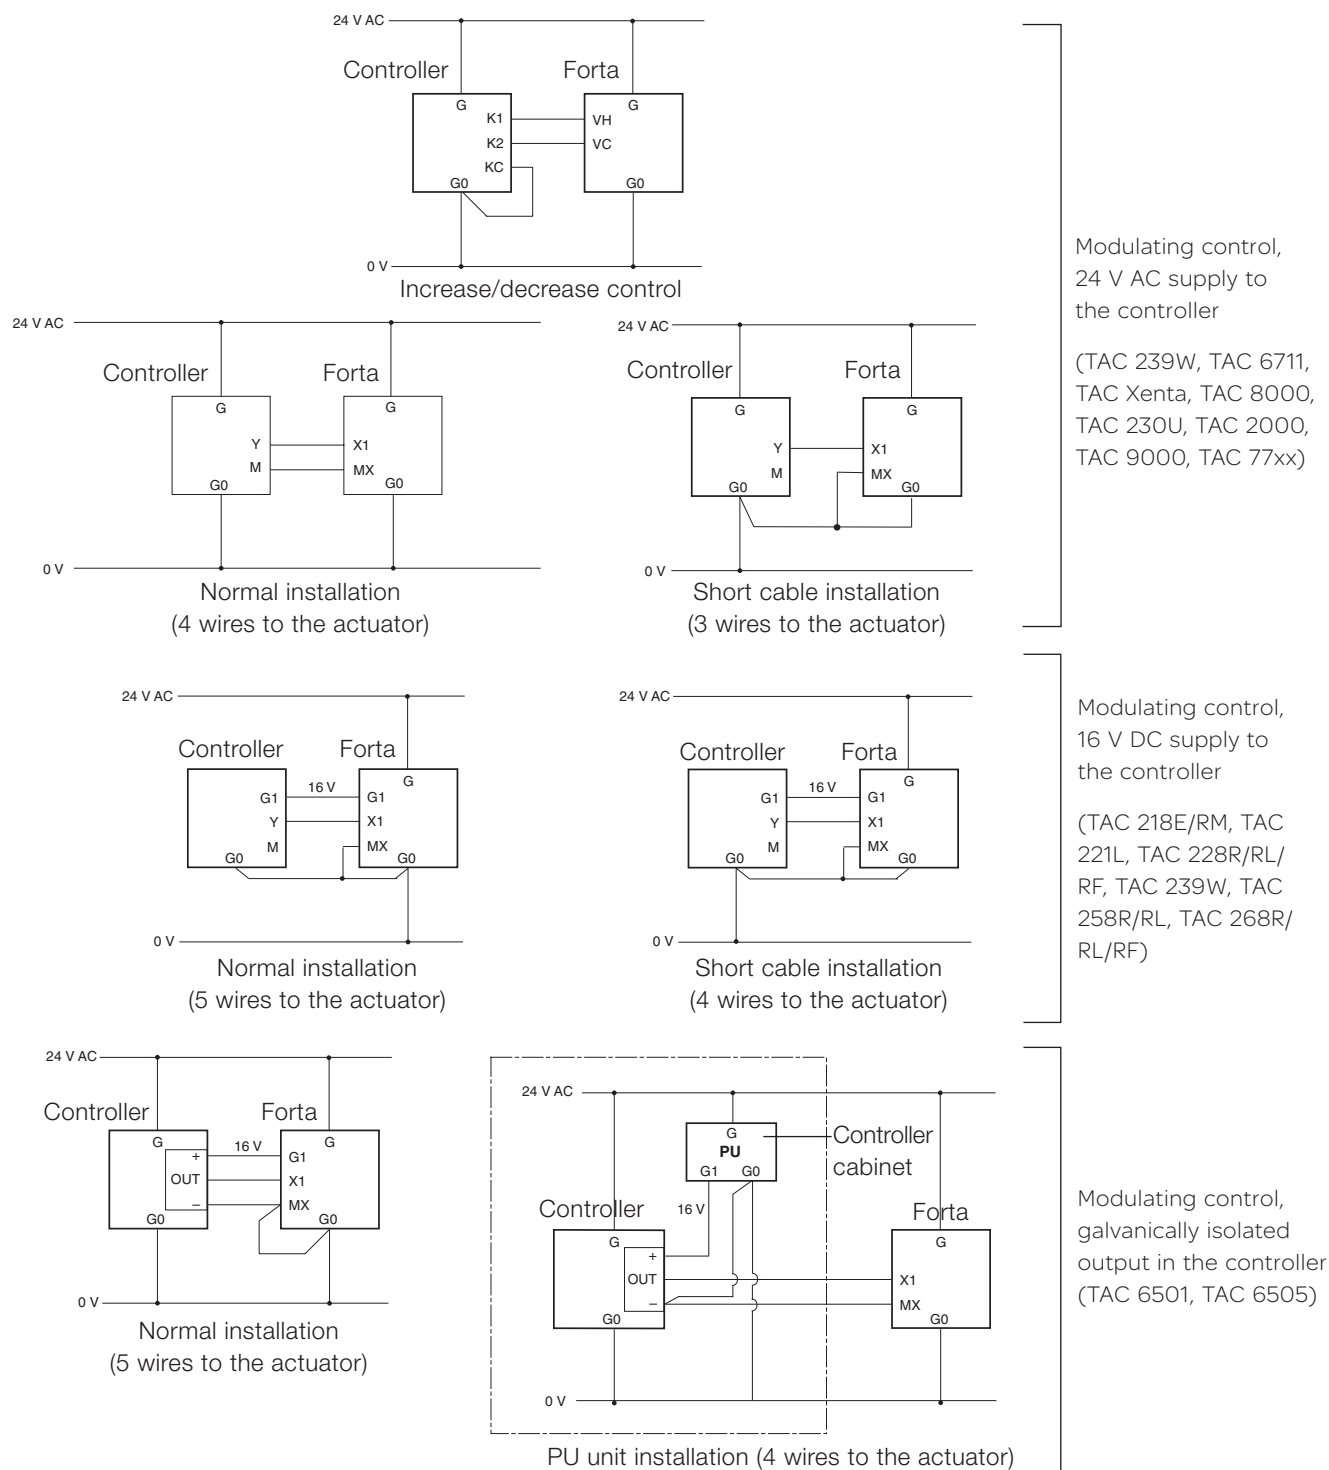 24 V AC
Controller
Forta
G
G
K1
VH
K2
VC
KC
G0
G0
0 V
Increase/decrease control
24 V AC
Controller
Forta
G
G
Y
X1
M
MX
G0
G0
0 V
Normal installation
(4 wires to the actuator)
24 V AC
Controller
Forta
G
G
Y
X1
M
MX
G0
G0
0 V
Short cable installation
(3 wires to the actuator)
Modulating control,
24 V AC supply to
the controller
(TAC 239W, TAC 6711,
TAC Xenta, TAC 8000,
TAC 230U, TAC 2000,
TAC 9000, TAC 77xx)
24 V AC
Controller
Forta
G
16 V
G1
G1
Y
X1
M
MX
G0
G0
0 V
Normal installation
(5 wires to the actuator)
24 V AC
Controller
Forta
G
16 V
G1
G1
Y
X1
M
MX
G0
G0
0 V
Short cable installation
(4 wires to the actuator)
Modulating control,
16 V DC supply to
the controller
(TAC 218E/RM, TAC
221L, TAC 228R/RL/
RF, TAC 239W, TAC
258R/RL, TAC 268R/
RL/RF)
24 V AC
Controller
Forta
G
G
16 V
+
G1
OUT
X1
–
MX
G0
G0
0 V
Normal installation
(5 wires to the actuator)
24 V AC
G
PU
G1 G0
Controller
cabinet
16 V
Controller
Forta
G
G
+
OUT
X1
–
MX
G0
G0
0 V
PU unit installation (4 wires to the actuator)
Modulating control,
galvanically isolated
output in the controller
(TAC 6501, TAC 6505)